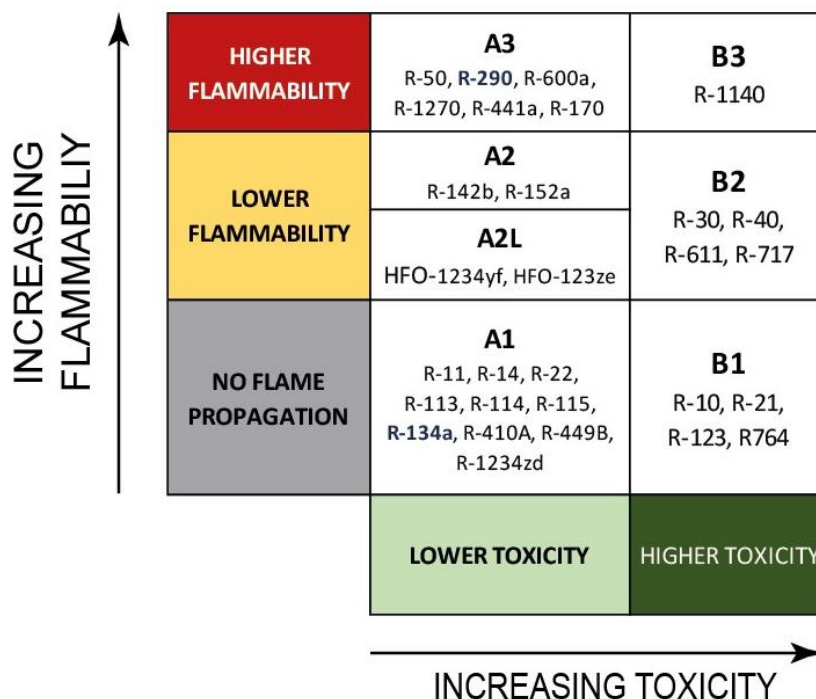 INCREASING
FLAMMABILIY
HIGHER
FLAMMABILITY
A3
R-50, R-290, R-600a,
R-1270, R-441a, R-170
B3
R-1140
LOWER
FLAMMABILITY
A2
R-142b, R-152a
A2L
HFO-1234yf, HFO-123ze
B2
R-30, R-40,
R-611, R-717
NO FLAME
PROPAGATION
A1
R-11, R-14, R-22,
R-113, R-114, R-115,
R-134a, R-410A, R-449B,
R-1234zd
B1
R-10, R-21,
R-123, R764
LOWER TOXICITY
HIGHER TOXICITY
INCREASING TOXICITY